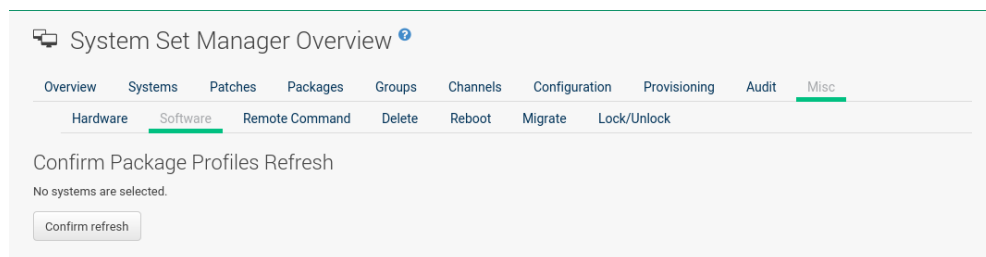 System Set Manager Overview ?
Overview Systems Patches Packages Groups Channels Configuration Provisioning Audit Misc
Hardware Software Remote Command Delete Reboot Migrate Lock/Unlock
Confirm Package Profiles Refresh
No systems are selected.
Confirm refresh